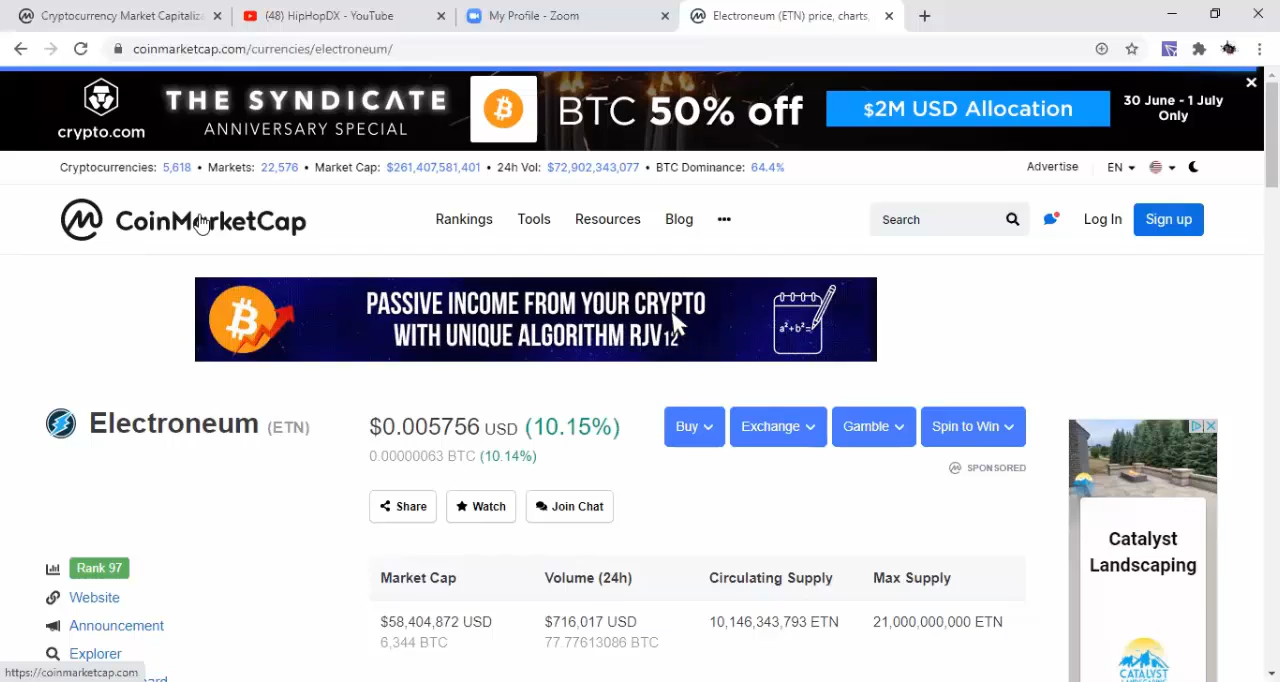 Cryptocurrency Market Capitaliza
(48) HipHopDX - YouTube
My Profile - Zoom
Electroneum (ETN) price, charts,
coinmarketcap.com/currencies/electroneum/
crypto.com
THE SYNDICATE
ANNIVERSARY SPECIAL
BTC 50% off
$2M USD Allocation
30 June - 1 July
Only
Cryptocurrencies: 5,618 • Markets: 22,576 • Market Cap: $261,407,581,401 • 24h Vol: $72,902,343,077 • BTC Dominance: 64.4%
Advertise
EN
CoinMarketCap
Rankings
Tools
Resources
Blog
Search
Log In
Sign up
PASSIVE INCOME FROM YOUR CRYPTO
WITH UNIQUE ALGORITHM RJV12
a²+b²=
Electroneum (ETN)
$0.005756 USD (10.15%)
0.00000063 BTC (10.14%)
Buy
Exchange
Gamble
Spin to Win
SPONSORED
Share
Watch
Join Chat
Rank 97
Website
Announcement
Explorer
Market Cap
Volume (24h)
Circulating Supply
Max Supply
$58,404,872 USD
$716,017 USD
10,146,343,793 ETN
21,000,000,000 ETN
6,344 BTC
77.77613086 BTC
Catalyst
Landscaping
CATALYST
https://coinmarketcap.com